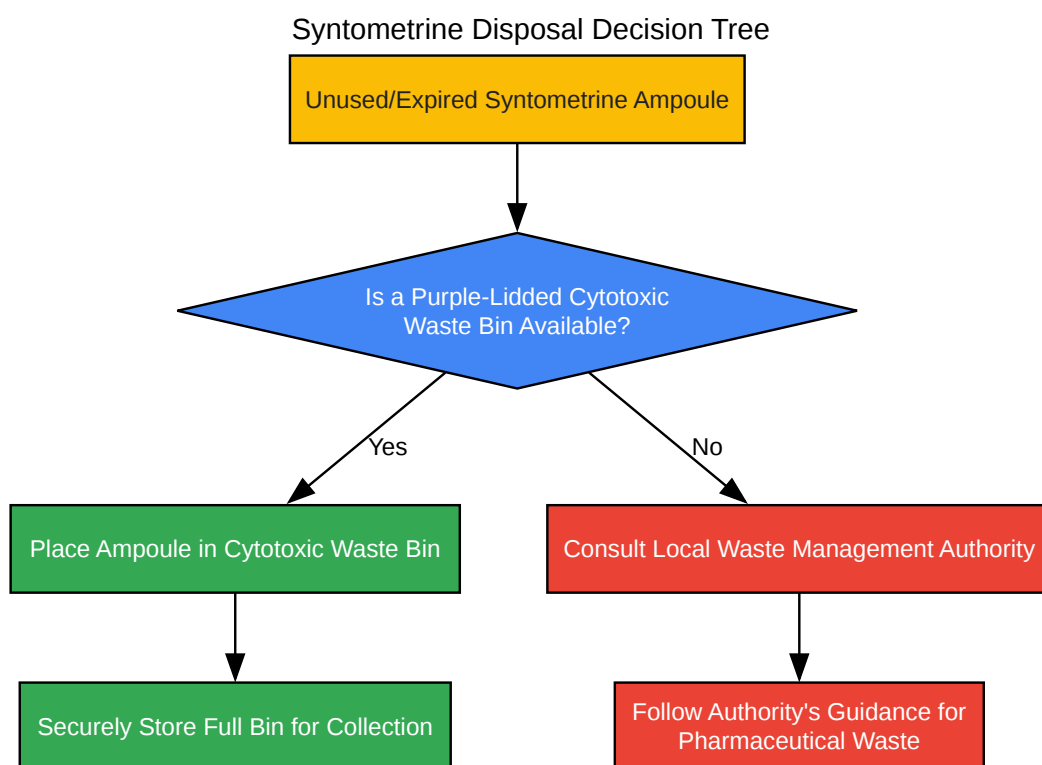 Syntometrine Disposal Decision Tree
Unused/Expired Syntometrine Ampoule
Is a Purple-Lidded Cytotoxic
Waste Bin Available?
Yes
No
Place Ampoule in Cytotoxic Waste Bin
Consult Local Waste Management Authority
Securely Store Full Bin for Collection
Follow Authority's Guidance for
Pharmaceutical Waste